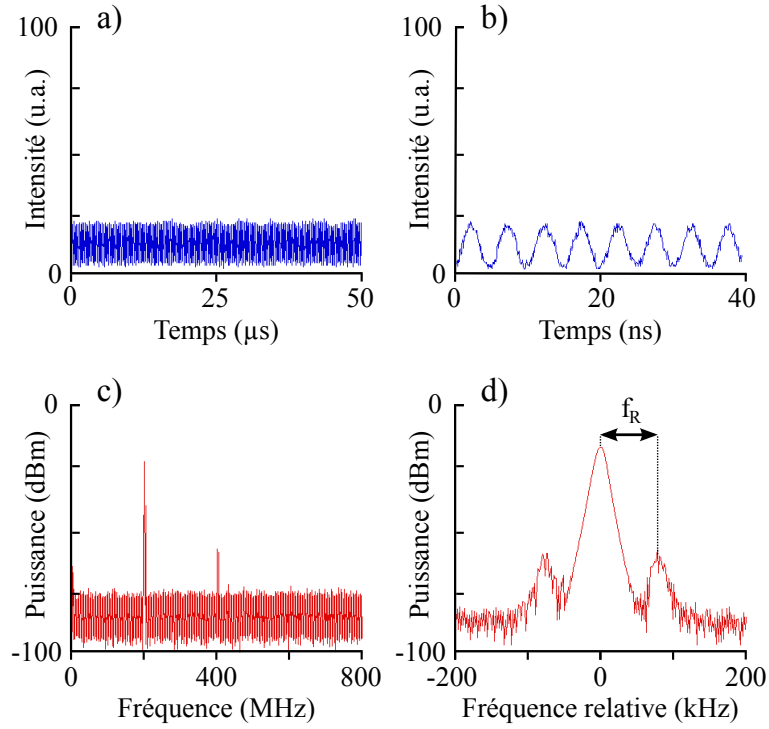 a)
100
Intensité (u.a.)
0
0
25
50
Temps (µs)
b)
100
Intensité (u.a.)
0
0
20
40
Temps (ns)
c)
0
Puissance (dBm)
-100
0
400
800
Fréquence (MHz)
d)
f_R
0
Puissance (dBm)
-100
-200
0
200
Fréquence relative (kHz)